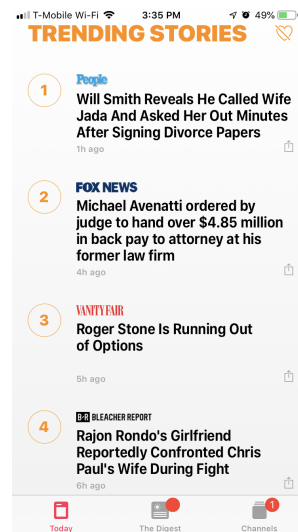 T-Mobile Wi-Fi 3:35 PM 49%
TRENDING STORIES
1
People
Will Smith Reveals He Called Wife
Jada And Asked Her Out Minutes
After Signing Divorce Papers
1h ago
2
FOX NEWS
Michael Avenatti ordered by
judge to hand over $4.85 million
in back pay to attorney at his
former law firm
4h ago
3
VANITY FAIR
Roger Stone Is Running Out
of Options
5h ago
4
B R BLEACHER REPORT
Rajon Rondo's Girlfriend
Reportedly Confronted Chris
Paul's Wife During Fight
6h ago
1
Today The Digest Channels